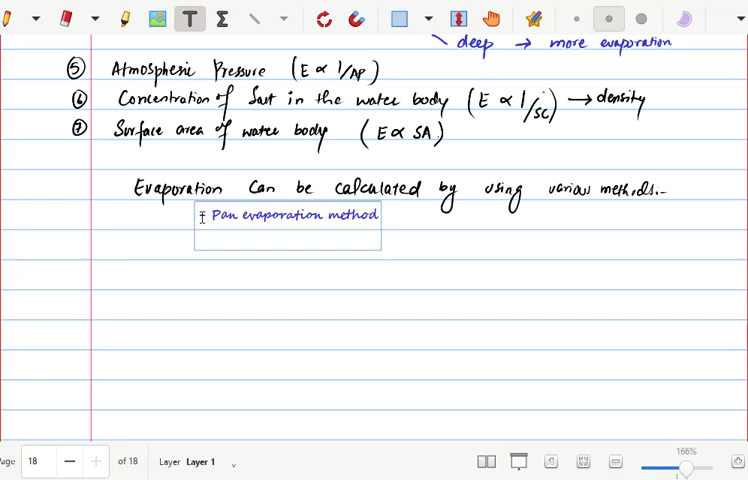 deep → more evaporation
⑤ Atmospheric Pressure (E ∝ 1/AP)
⑥ Concentration of Salt in the water body (E ∝ 1/SC) → density
⑦ Surface area of water body (E ∝ SA)
Evaporation Can be calculated by using various methods.-
Pan evaporation method
Page 18 of 18 Layer Layer 1 166%